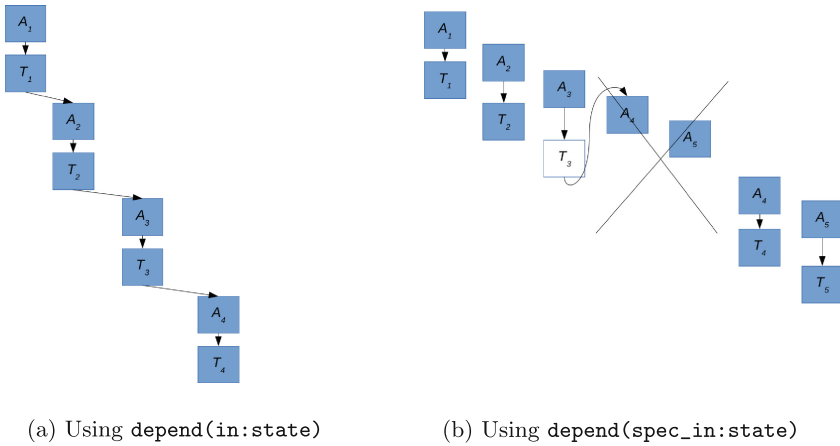 A₁
T₁
A₂
T₂
A₃
T₃
A₄
T₄
(a) Using depend(in:state)
A₁
T₁
A₂
T₂
A₃
T₃
A₄
A₅
A₄
T₄
A₅
T₅
(b) Using depend(spec_in:state)